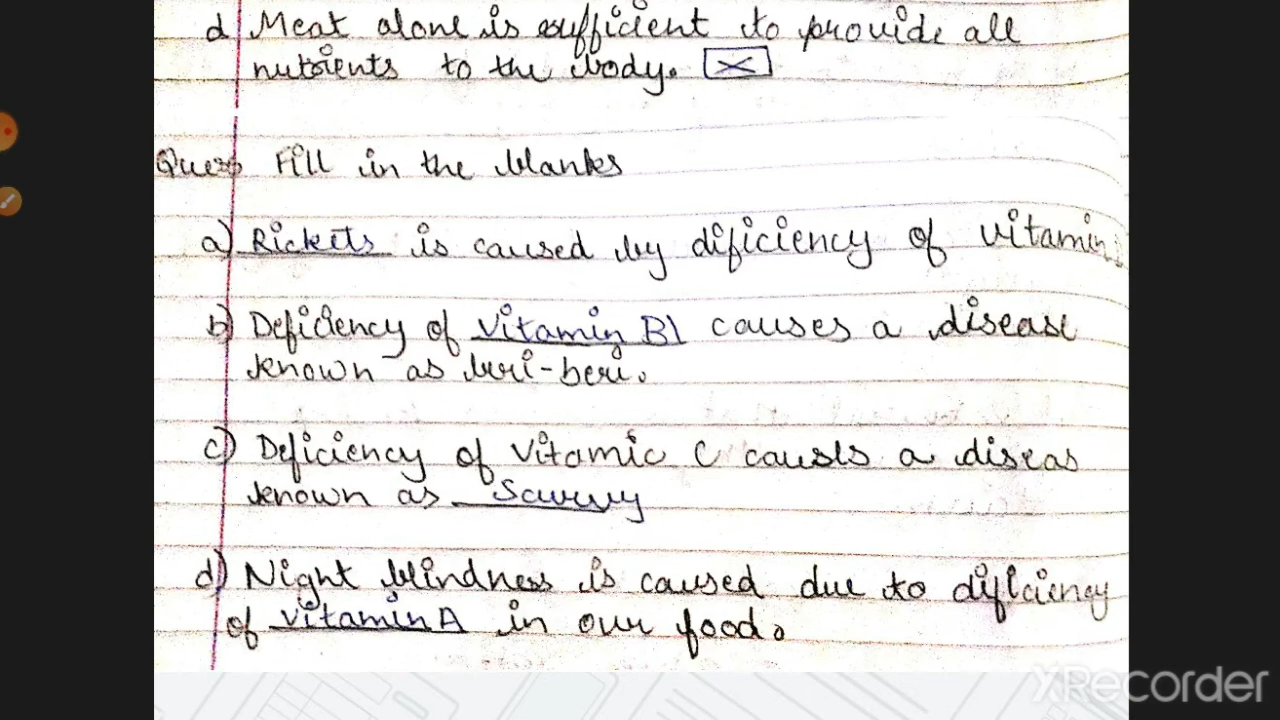 d Meat alone is sufficient to provide all
nutrients to the body. ☒
Fill in the blanks
a) Rickets is caused by dificiency of vitamin
b) Deficiency of vitamin B1 causes a disease
known as beri-beri.
c) Deficiency of Vitamic C causes a diseas
known as Scurvy
d) Night blindness is caused due to dificiency
of vitamin A in our food.
XRecorder